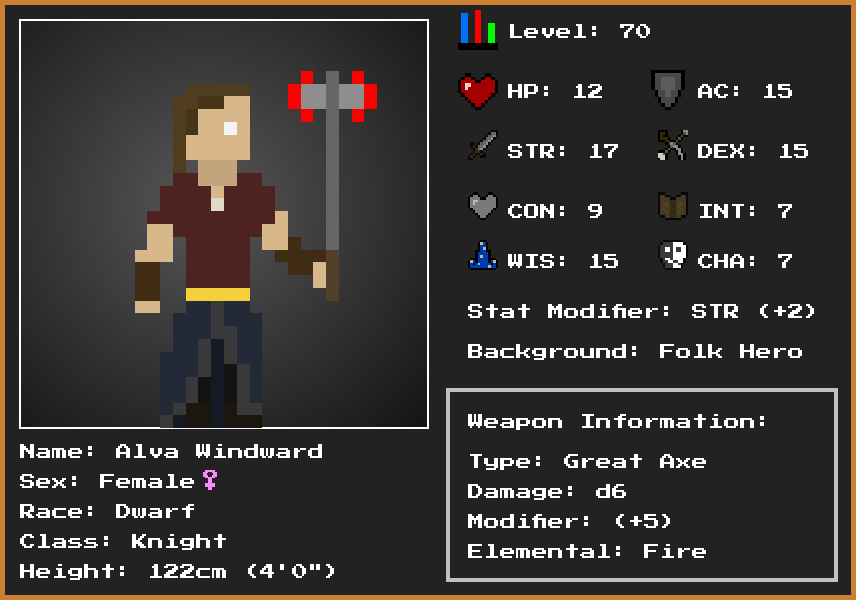 Level: 70
HP: 12
AC: 15
STR: 17
DEX: 15
CON: 9
INT: 7
WIS: 15
CHA: 7
Stat Modifier: STR (+2)
Background: Folk Hero
Weapon Information:
Type: Great Axe
Damage: d6
Modifier: (+5)
Elemental: Fire
Name: Alva Windward
Sex: Female♀
Race: Dwarf
Class: Knight
Height: 122cm (4'0")